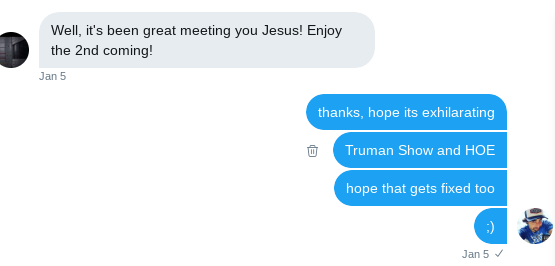 Well, it's been great meeting you Jesus! Enjoy
the 2nd coming!
Jan 5
thanks, hope its exhilarating
Truman Show and HOE
hope that gets fixed too
;)
Jan 5